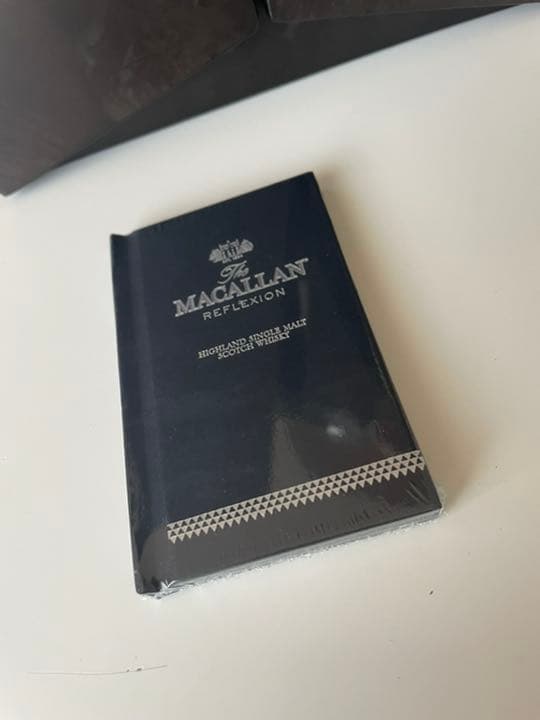 The
MACALLAN
REFLEXION
HIGHLAND SINGLE MALT
SCOTCH WHISKY